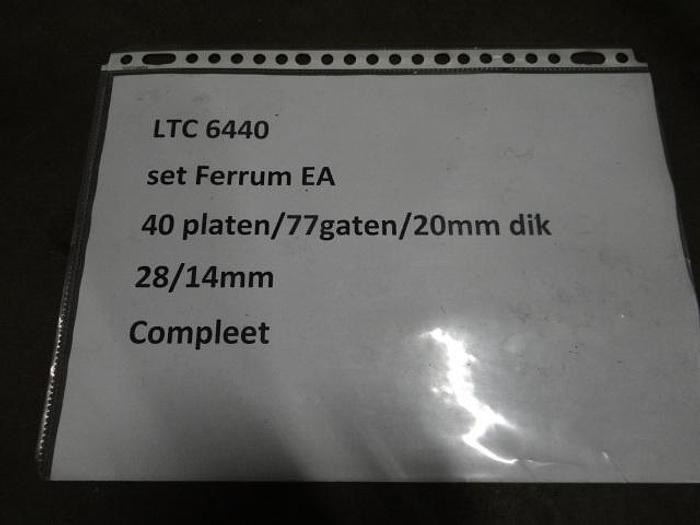 LTC 6440
set Ferrum EA
40 platen/77gaten/20mm dik
28/14mm
Compleet